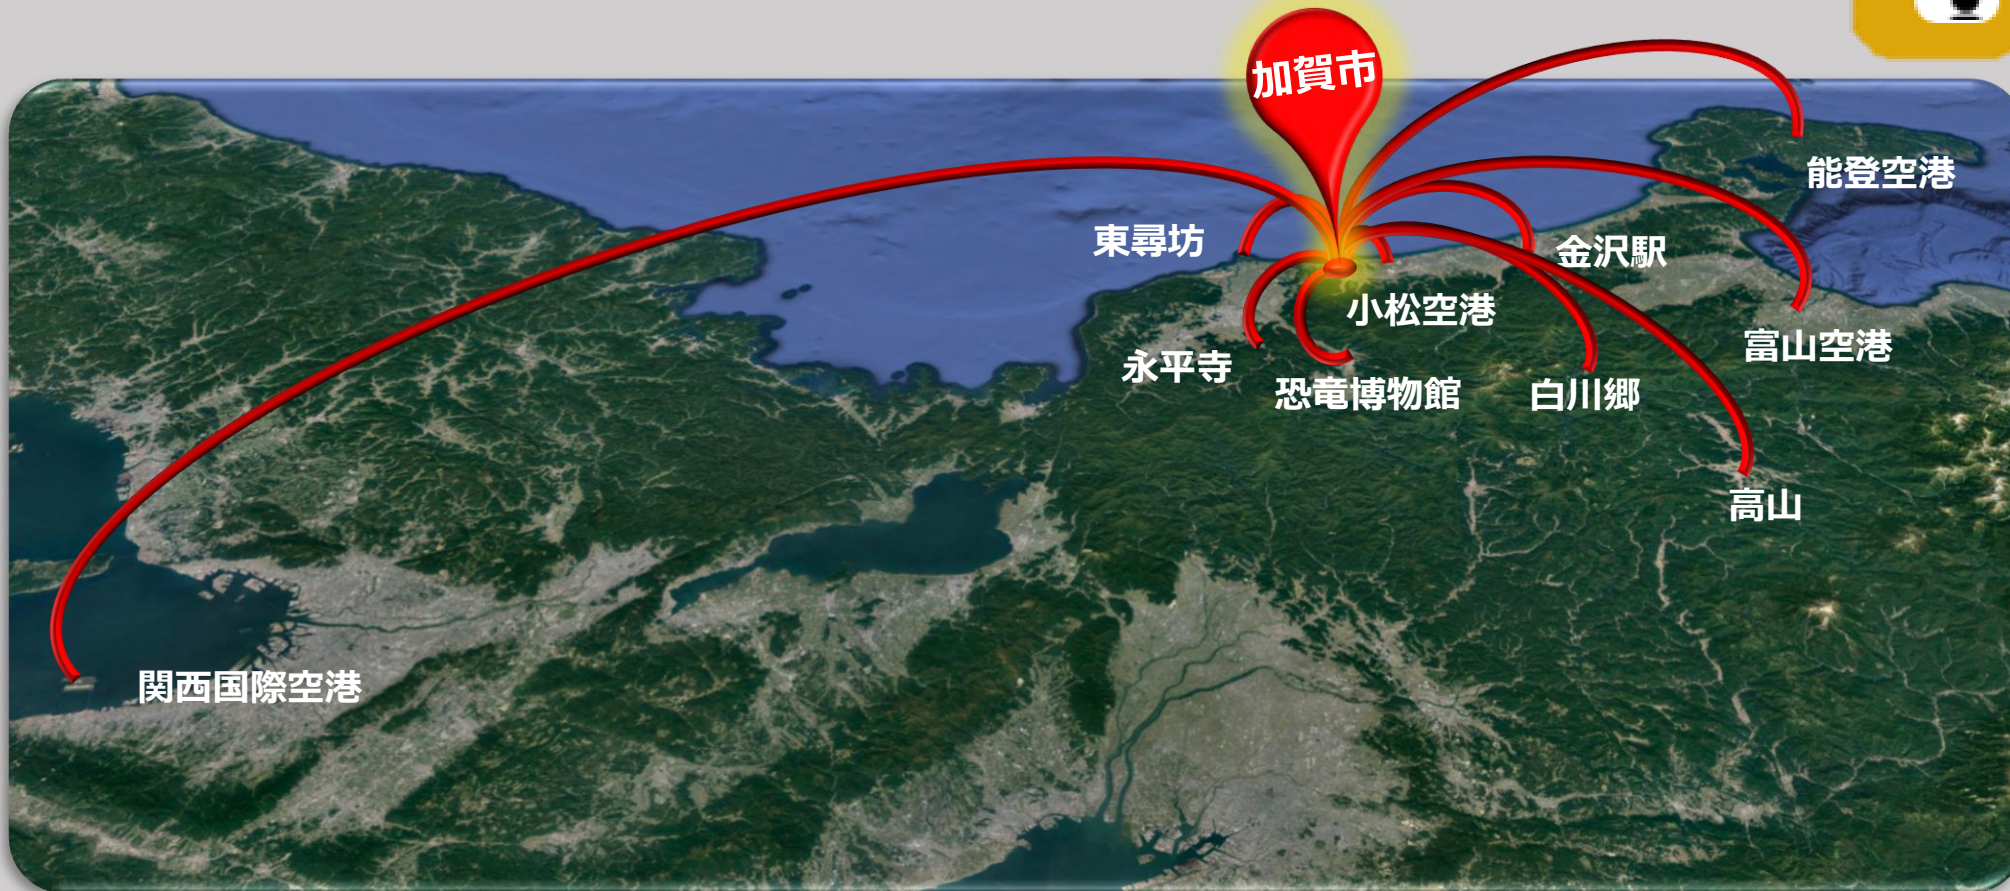 加賀市
能登空港
東尋坊
金沢駅
小松空港
富山空港
永平寺
恐竜博物館
白川郷
高山
関西国際空港